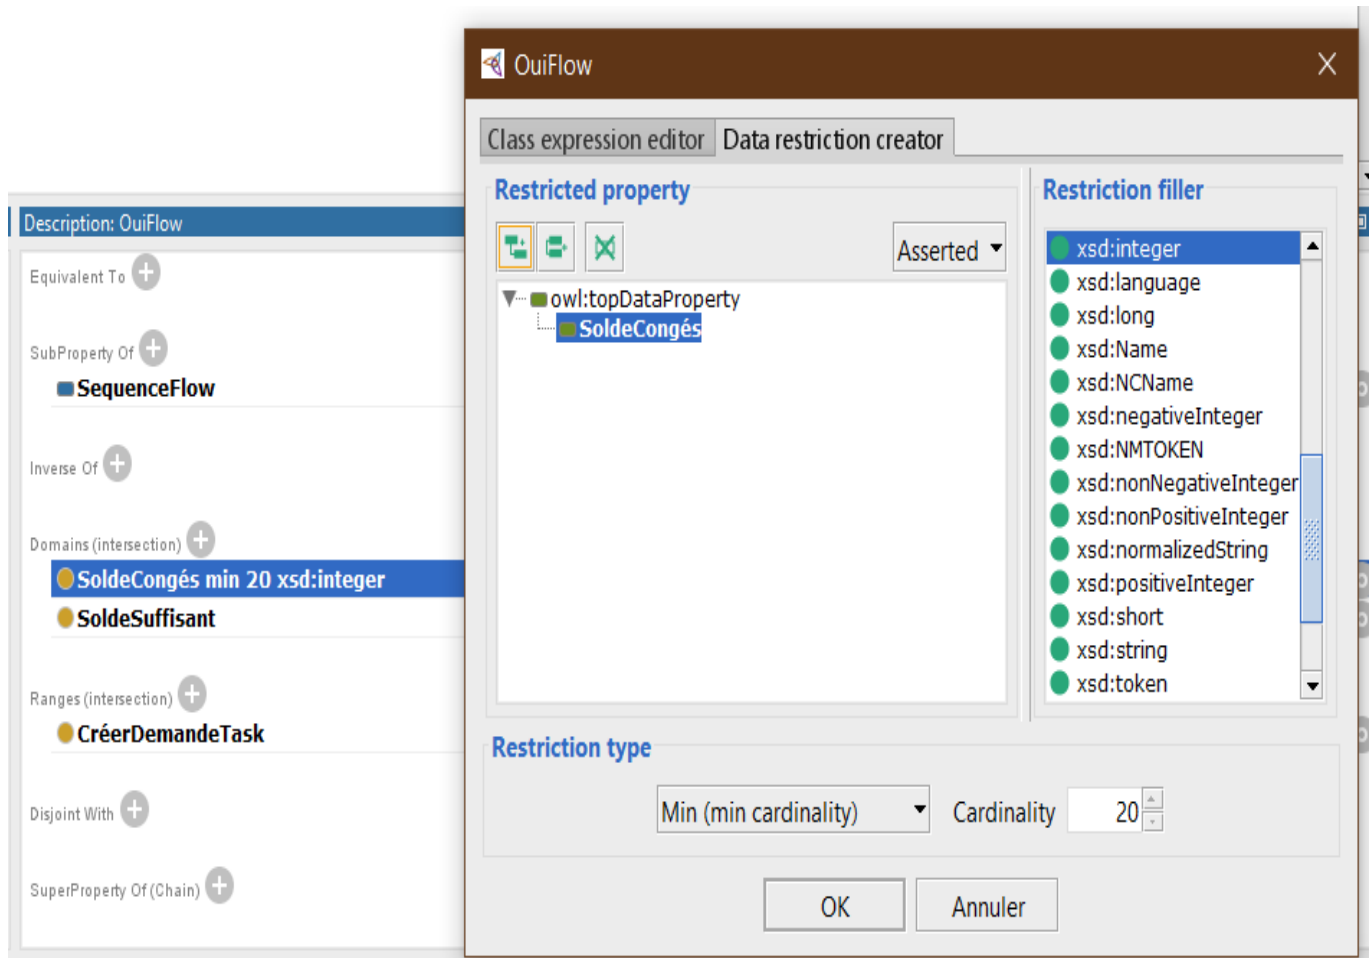 OuiFlow
Class expression editor
Data restriction creator
Restricted property
Asserted
owl:topDataProperty
SoldeCongés
Restriction filler
xsd:integer
xsd:language
xsd:long
xsd:Name
xsd:NCName
xsd:negativeInteger
xsd:NMTOKEN
xsd:nonNegativeInteger
xsd:nonPositiveInteger
xsd:normalizedString
xsd:positiveInteger
xsd:short
xsd:string
xsd:token
Restriction type
Min (min cardinality)
Cardinality 20
OK
Annuler
Description: OuiFlow
Equivalent To
SubProperty Of
SequenceFlow
Inverse Of
Domains (intersection)
SoldeCongés min 20 xsd:integer
SoldeSuffisant
Ranges (intersection)
CréerDemandeTask
Disjoint With
SuperProperty Of (Chain)